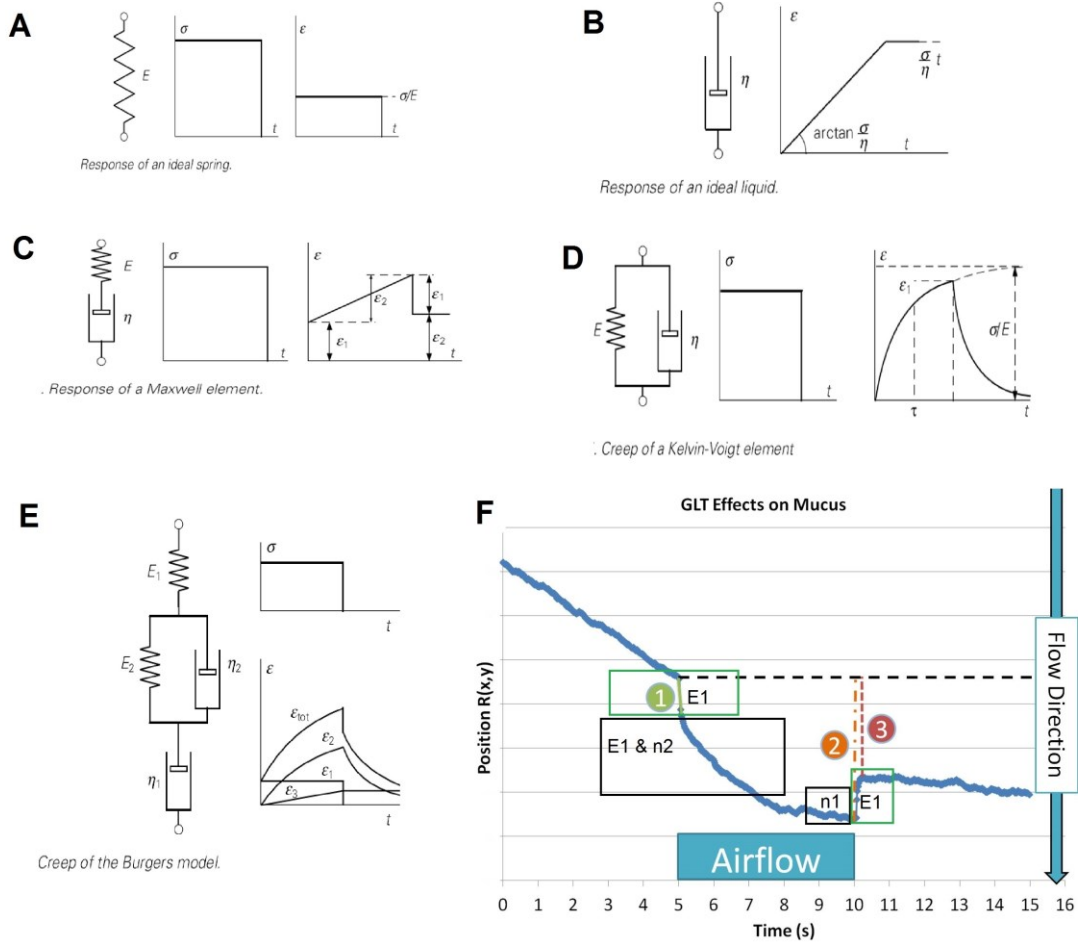 A
σ
ε
E
σ/E
t
t
Response of an ideal spring.
B
ε
η
σ/η t
arctan σ/η
t
Response of an ideal liquid.
C
σ
ε
E
η
ε2
ε1
ε1
ε2
t
t
. Response of a Maxwell element.
D
σ
ε
ε1
E
η
σ/E
t
τ
t
Creep of a Kelvin-Voigt element
E
σ
E1
t
E2
η2
ε
εtot
ε2
ε1
η1
ε3
t
Creep of the Burgers model.
F
GLT Effects on Mucus
Position R(x,y)
1
E1
E1 & n2
2
3
n1
E1
Airflow
Flow Direction
0 1 2 3 4 5 6 7 8 9 10 11 12 13 14 15 16
Time (s)